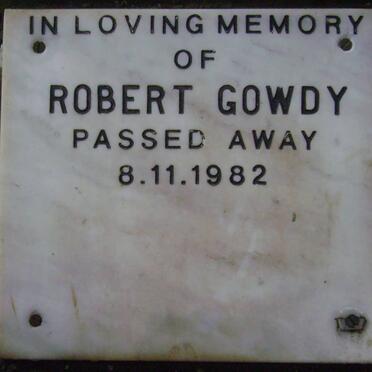 IN LOVING MEMORY
OF
ROBERT GOWDY
PASSED AWAY
8.11.1982